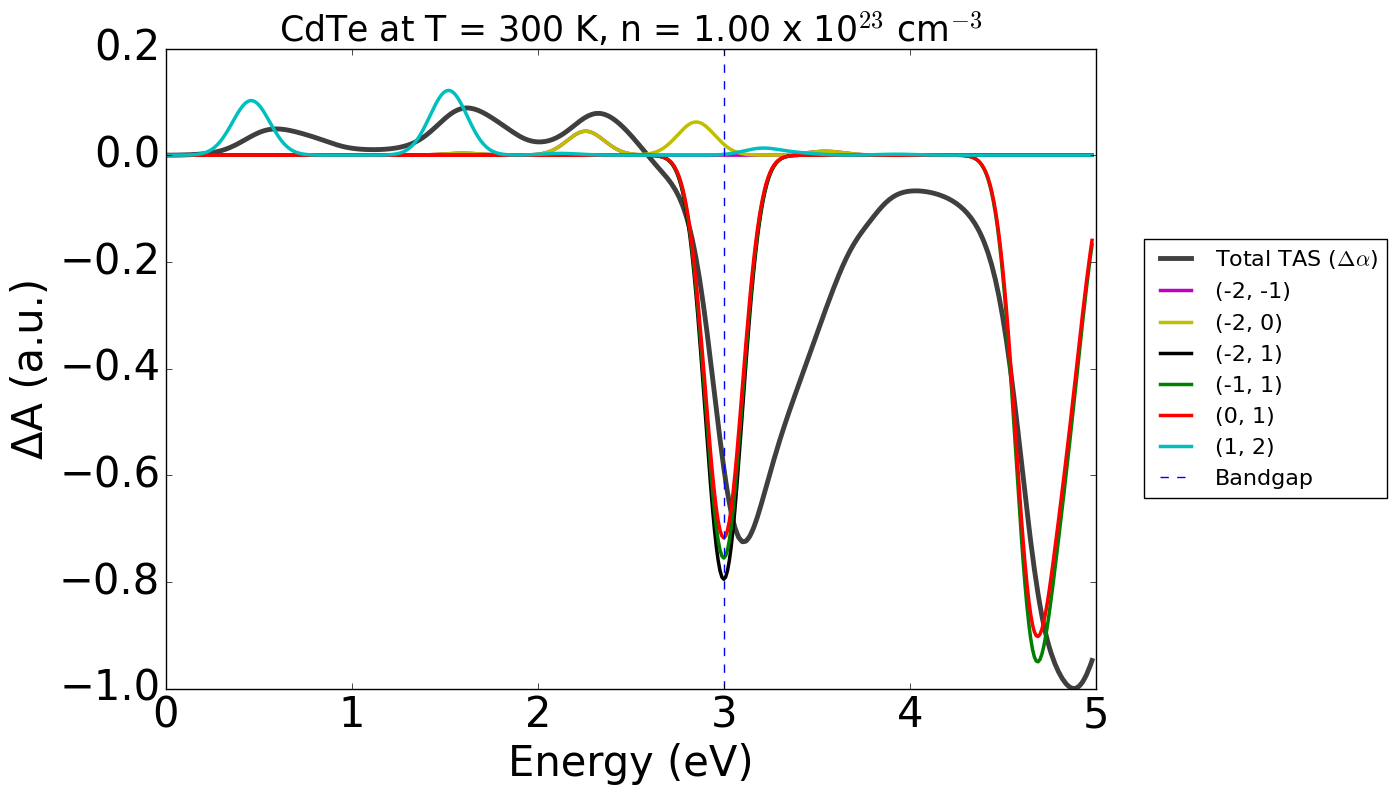 CdTe at T = 300 K, n = 1.00 x 10²³ cm⁻³
0.2
0.0
−0.2
−0.4
−0.6
−0.8
−1.0
ΔA (a.u.)
0 1 2 3 4 5
Energy (eV)
Total TAS (Δα)
(-2, -1)
(-2, 0)
(-2, 1)
(-1, 1)
(0, 1)
(1, 2)
Bandgap